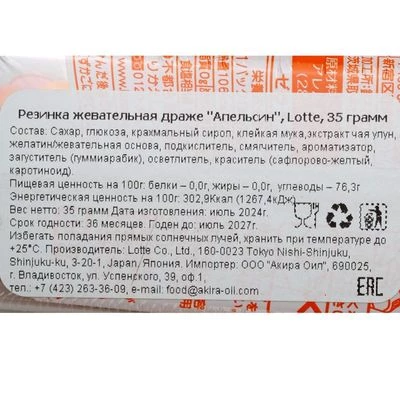 Резинка жевательная драже "Апельсин", Lotte, 35 грамм
Состав: Сахар, глюкоза, крахмальный сироп, клейкая мука,экстракт чая улун,
желатин/жевательная основа, подкислитель, смягчитель, ароматизатор,
загуститель (гуммиарабик), осветлитель, краситель (сафлорово-желтый,
каротиноид).
Пищевая ценность на 100г: белки – 0,0г, жиры – 0,0г, углеводы – 76,3г
Энергетическая ценность на 100г: 302,9Ккал (1267,4кДж)
Вес нетто: 35 грамм Дата изготовления: июль 2024г.
Срок годности: 36 месяцев. Годен до: июль 2027г.
Избегать попадания прямых солнечных лучей, хранить при температуре до
+25°С. Производитель: Lotte Co., Ltd., 160-0023 Tokyo Nishi-Shinjuku,
Shinjuku-ku, 3-20-1, Japan, Япония. Импортер: ООО "Акира Оил", 690025,
г. Владивосток, ул. Успенского, 39, оф.1,
тел.: +7 (423) 263-36-09, e-mail: food@akira-oil.com
EAC